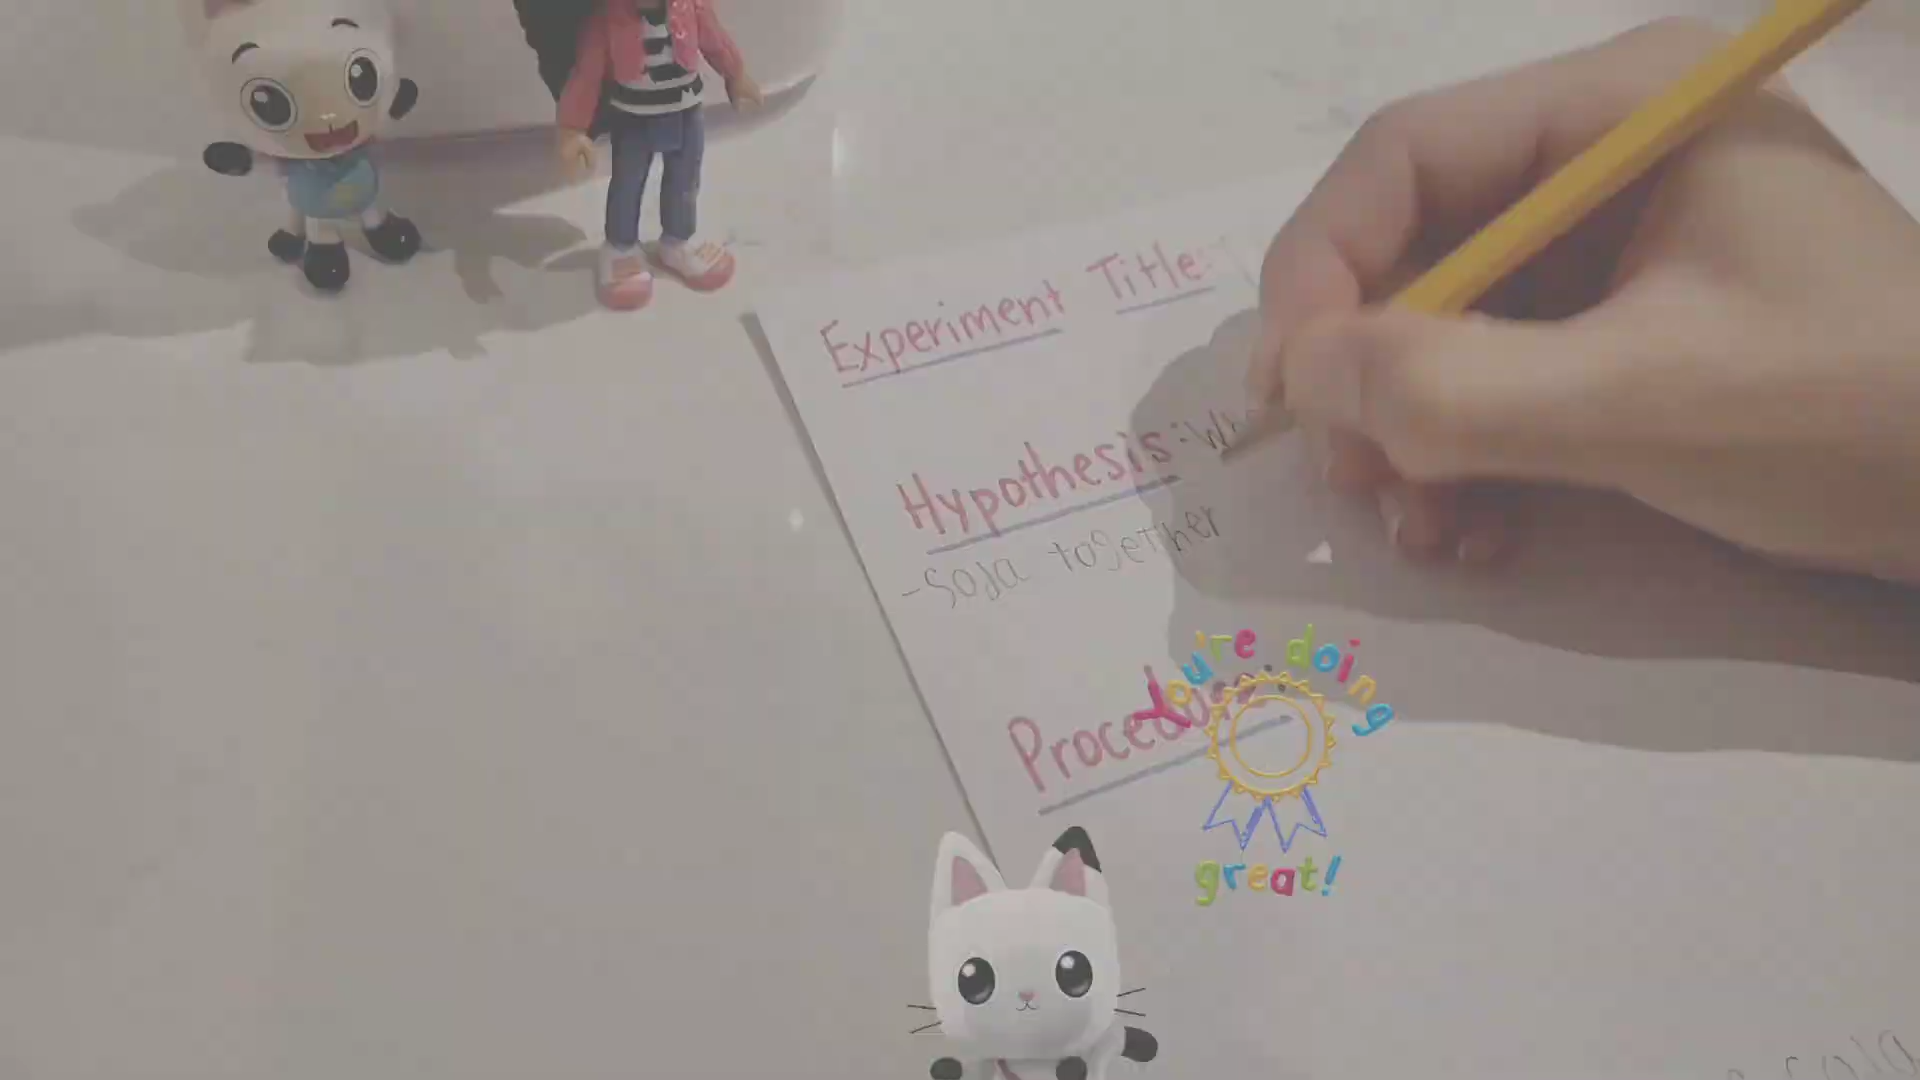 Experiment Title:
Hypothesis:
-Soda together
Procedure:
You're doing
great!